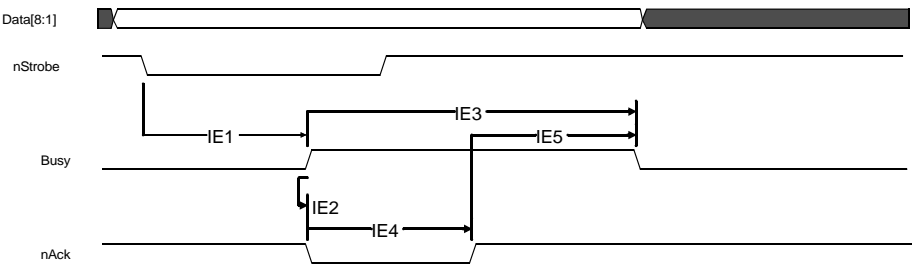 Data[8:1]
nStrobe
IE3
IE1
IE5
Busy
IE2
IE4
nAck